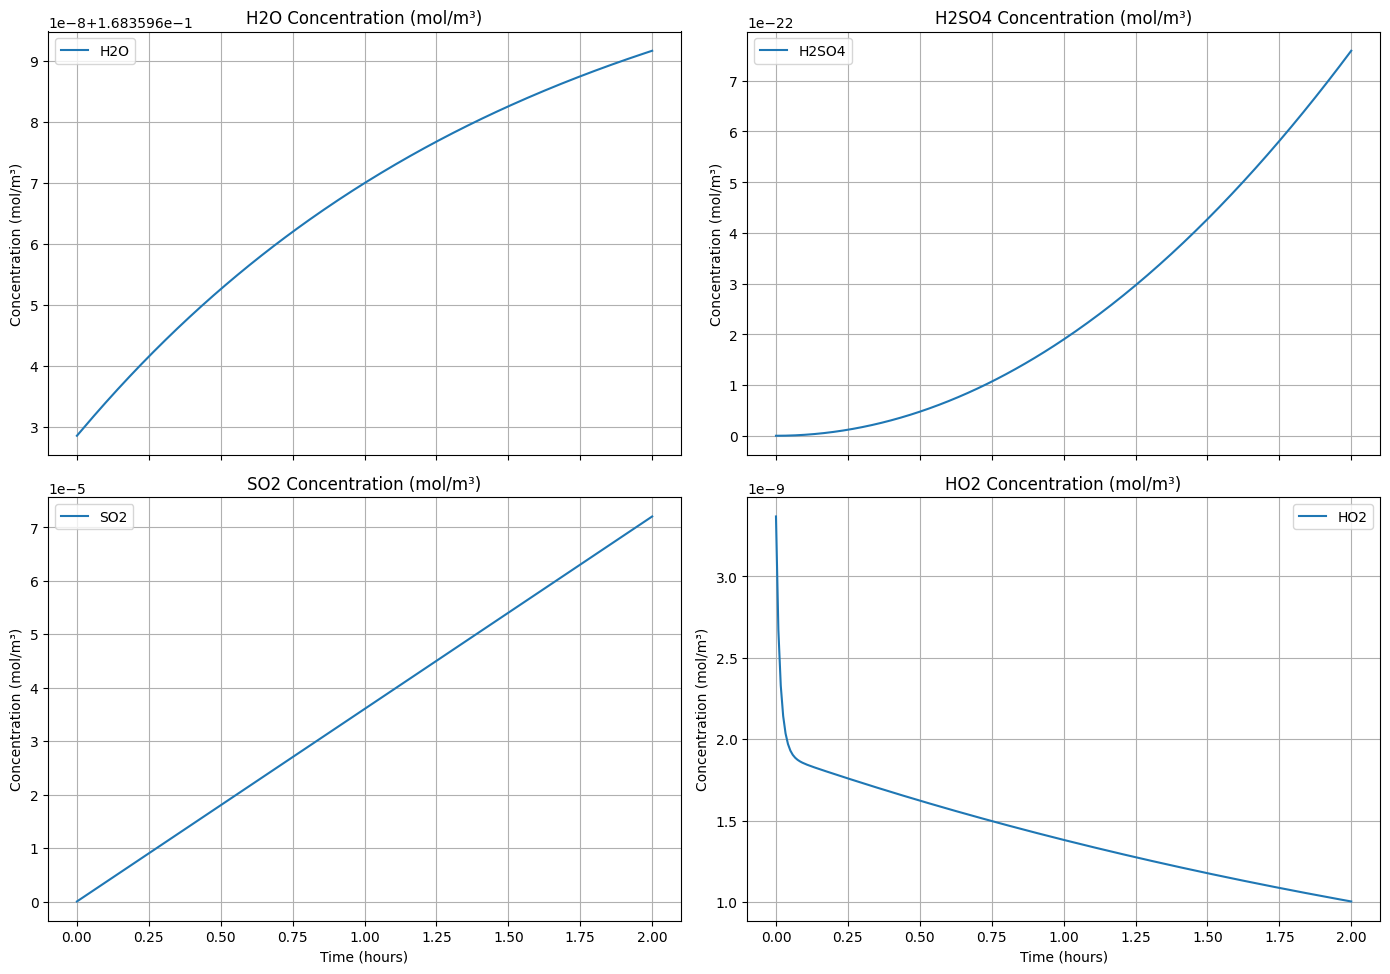 H2O Concentration (mol/m³)
1e−8+1.683596e−1
H2O
Concentration (mol/m³)
9
8
7
6
5
4
3
H2SO4 Concentration (mol/m³)
1e−22
H2SO4
Concentration (mol/m³)
7
6
5
4
3
2
1
0
SO2 Concentration (mol/m³)
1e−5
SO2
Concentration (mol/m³)
7
6
5
4
3
2
1
0
0.00 0.25 0.50 0.75 1.00 1.25 1.50 1.75 2.00
Time (hours)
HO2 Concentration (mol/m³)
1e−9
HO2
Concentration (mol/m³)
3.0
2.5
2.0
1.5
1.0
0.00 0.25 0.50 0.75 1.00 1.25 1.50 1.75 2.00
Time (hours)